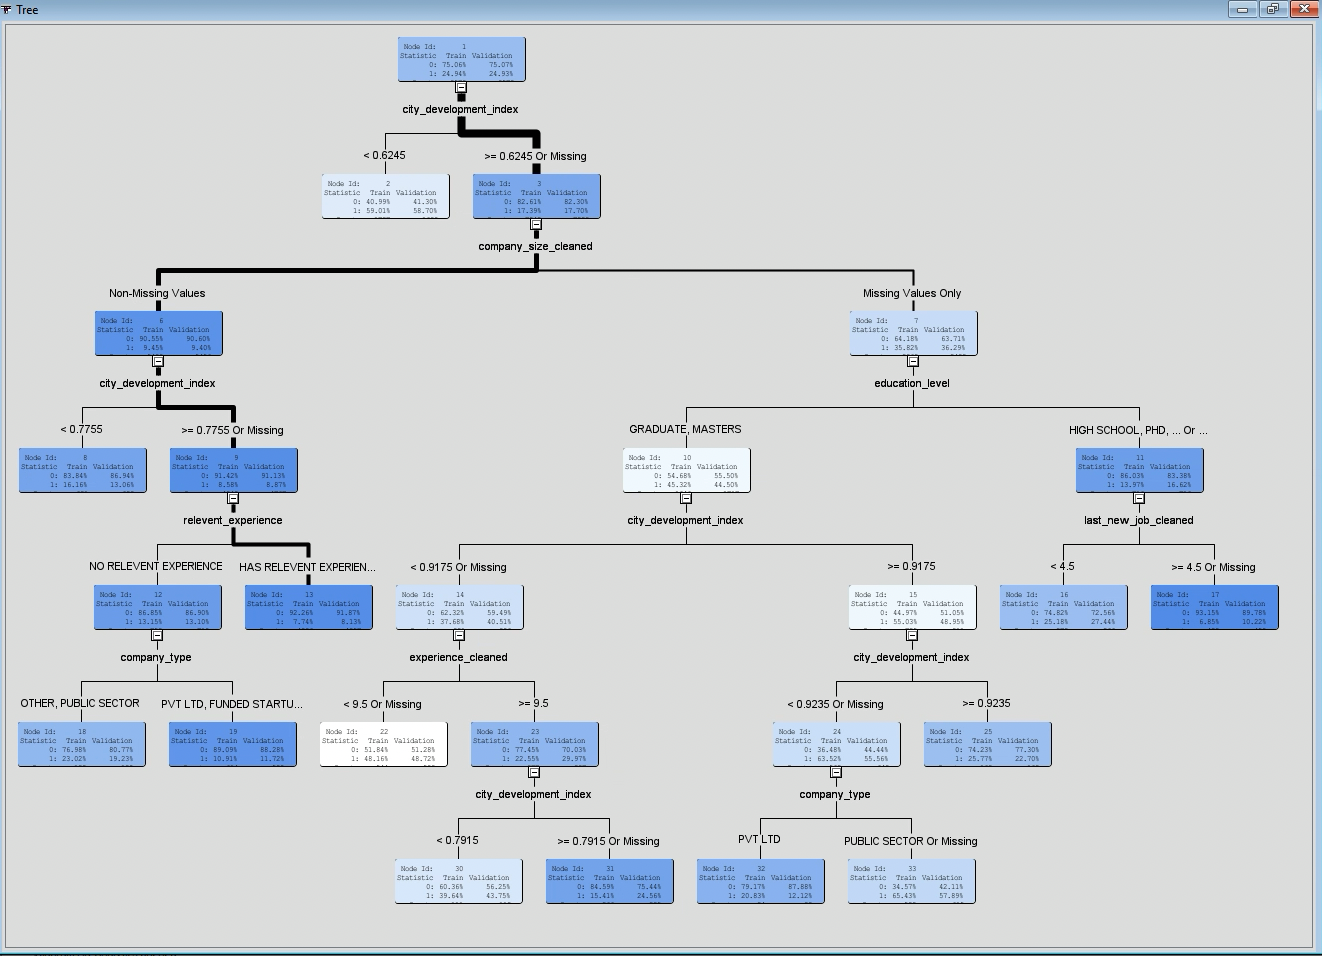 Tree
Node Id: 1
Statistic Train Validation
0: 75.06% 75.07%
1: 24.94% 24.93%
city_development_index
< 0.6245 >= 0.6245 Or Missing
Node Id: 2 Node Id: 3
Statistic Train Validation Statistic Train Validation
0: 40.99% 41.30% 0: 82.61% 82.30%
1: 59.01% 58.70% 1: 17.39% 17.70%
company_size_cleaned
Non-Missing Values Missing Values Only
Node Id: 6 Node Id: 7
Statistic Train Validation Statistic Train Validation
0: 90.55% 90.60% 0: 64.18% 63.71%
1: 9.45% 9.40% 1: 35.82% 36.29%
city_development_index education_level
< 0.7755 >= 0.7755 Or Missing GRADUATE, MASTERS HIGH SCHOOL, PHD, ... Or ...
Node Id: 8 Node Id: 9 Node Id: 10 Node Id: 11
Statistic Train Validation Statistic Train Validation Statistic Train Validation Statistic Train Validation
0: 83.84% 86.94% 0: 91.42% 91.13% 0: 54.68% 55.50% 0: 86.03% 83.38%
1: 16.16% 13.06% 1: 8.58% 8.87% 1: 45.32% 44.50% 1: 13.97% 16.62%
relevent_experience city_development_index last_new_job_cleaned
NO RELEVENT EXPERIENCE HAS RELEVENT EXPERIEN... < 0.9175 Or Missing >= 0.9175 < 4.5 >= 4.5 Or Missing
Node Id: 12 Node Id: 13 Node Id: 14 Node Id: 15 Node Id: 16 Node Id: 17
Statistic Train Validation Statistic Train Validation Statistic Train Validation Statistic Train Validation Statistic Train Validation Statistic Train Validation
0: 86.85% 86.90% 0: 92.26% 91.87% 0: 62.32% 59.49% 0: 44.97% 51.05% 0: 74.82% 72.56% 0: 93.15% 89.78%
1: 13.15% 13.10% 1: 7.74% 8.13% 1: 37.68% 40.51% 1: 55.03% 48.95% 1: 25.18% 27.44% 1: 6.85% 10.22%
company_type experience_cleaned city_development_index
OTHER, PUBLIC SECTOR PVT LTD, FUNDED STARTU... < 9.5 Or Missing >= 9.5 < 0.9235 Or Missing >= 0.9235
Node Id: 18 Node Id: 19 Node Id: 22 Node Id: 23 Node Id: 24 Node Id: 25
Statistic Train Validation Statistic Train Validation Statistic Train Validation Statistic Train Validation Statistic Train Validation Statistic Train Validation
0: 76.98% 80.77% 0: 89.09% 88.28% 0: 51.84% 51.28% 0: 77.45% 70.03% 0: 36.48% 44.44% 0: 74.23% 77.30%
1: 23.02% 19.23% 1: 10.91% 11.72% 1: 48.16% 48.72% 1: 22.55% 29.97% 1: 63.52% 55.56% 1: 25.77% 22.70%
city_development_index company_type
< 0.7915 >= 0.7915 Or Missing PVT LTD PUBLIC SECTOR Or Missing
Node Id: 30 Node Id: 31 Node Id: 32 Node Id: 33
Statistic Train Validation Statistic Train Validation Statistic Train Validation Statistic Train Validation
0: 60.36% 56.25% 0: 84.59% 75.44% 0: 79.17% 87.88% 0: 34.57% 42.11%
1: 39.64% 43.75% 1: 15.41% 24.56% 1: 20.83% 12.12% 1: 65.43% 57.89%